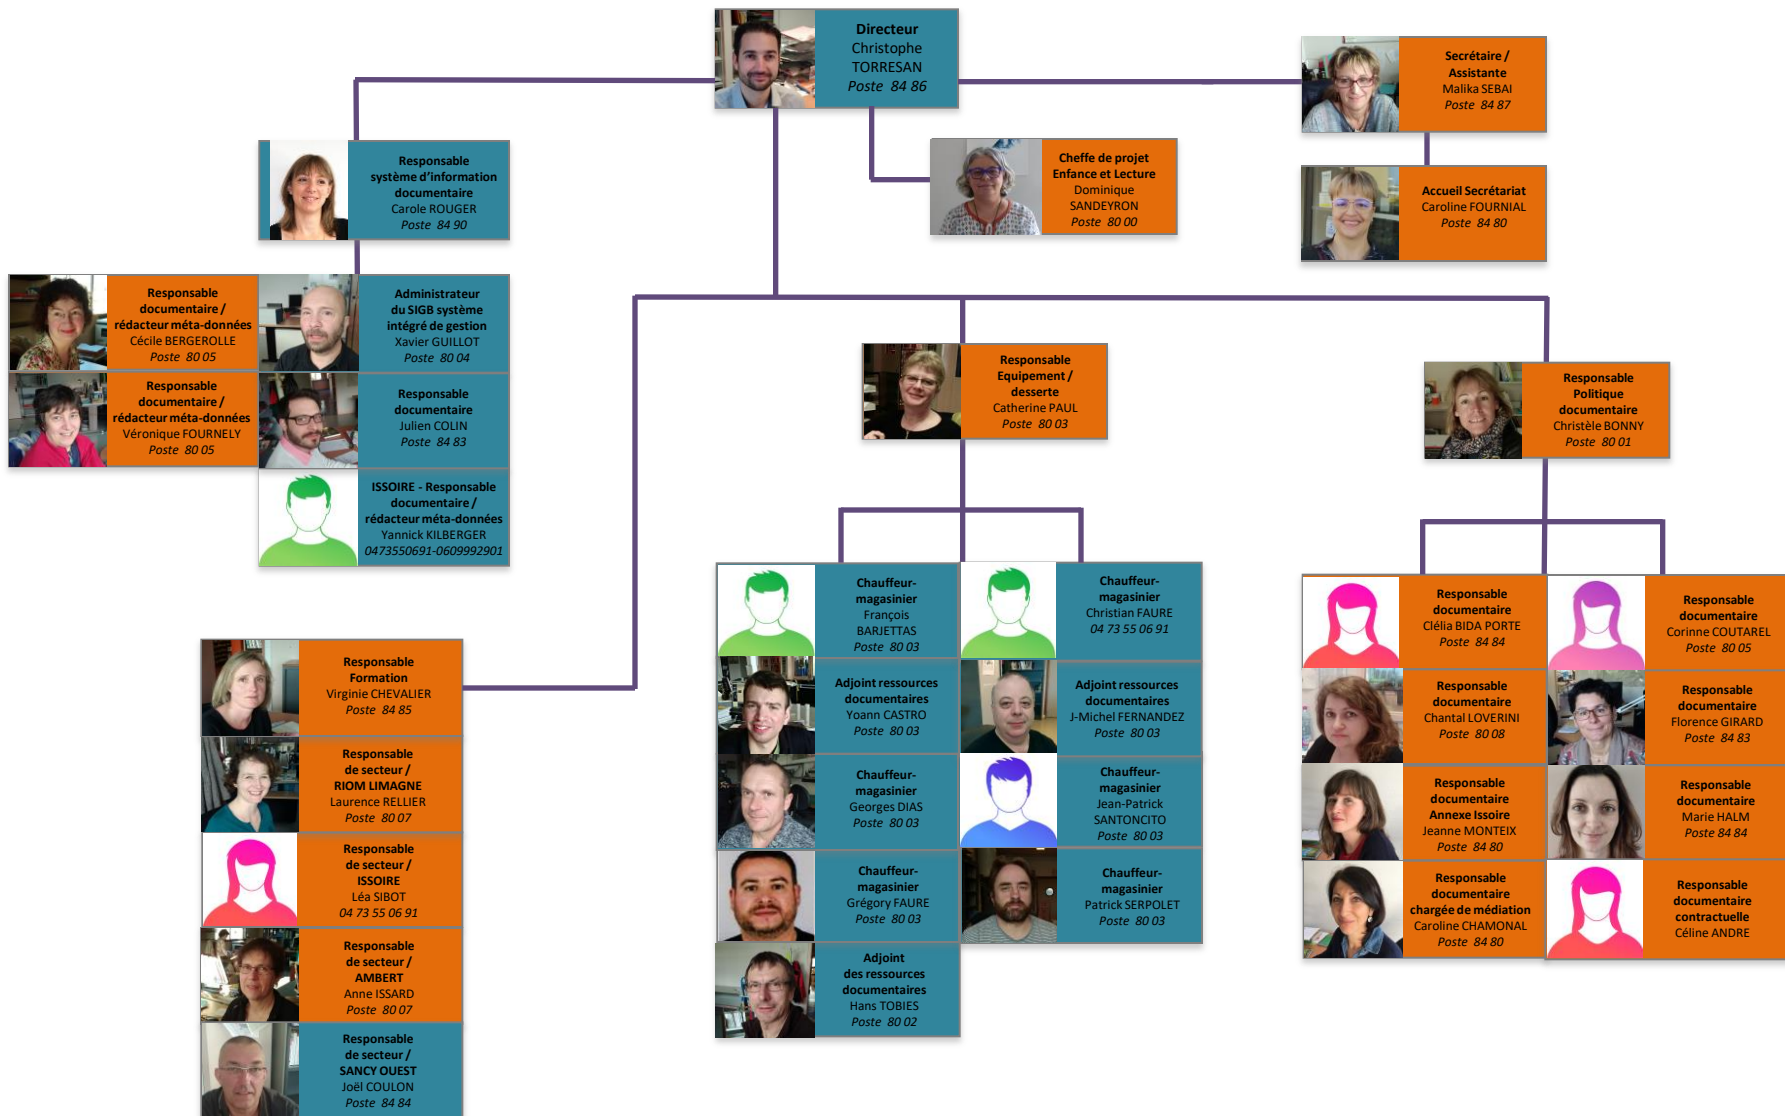 Directeur
Christophe
TORRESAN
Poste 84 86
Secrétaire /
Assistante
Malika SEBAI
Poste 84 87
Cheffe de projet
Enfance et Lecture
Dominique
SANDEYRON
Poste 80 00
Accueil Secrétariat
Caroline FOURNIAL
Poste 84 80
Responsable
système d'information
documentaire
Carole ROUGER
Poste 84 90
Responsable
documentaire /
rédacteur méta-données
Cécile BERGEROLLE
Poste 80 05
Administrateur
du SIGB système
intégré de gestion
Xavier GUILLOT
Poste 80 04
Responsable
documentaire /
rédacteur méta-données
Véronique FOURNELY
Poste 80 05
Responsable
documentaire
Julien COLIN
Poste 84 83
ISSOIRE - Responsable
documentaire /
rédacteur méta-données
Yannick KILBERGER
0473550691-0609992901
Responsable
Equipement /
desserte
Catherine PAUL
Poste 80 03
Responsable
Politique
documentaire
Christèle BONNY
Poste 80 01
Responsable
Formation
Virginie CHEVALIER
Poste 84 85
Responsable
de secteur /
RIOM LIMAGNE
Laurence RELLIER
Poste 80 07
Responsable
de secteur /
ISSOIRE
Léa SIBOT
04 73 55 06 91
Responsable
de secteur /
AMBERT
Anne ISSARD
Poste 80 07
Responsable
de secteur /
SANCY OUEST
Joël COULON
Poste 84 84
Chauffeur-
magasinier
François
BARJETTAS
Poste 80 03
Chauffeur-
magasinier
Christian FAURE
04 73 55 06 91
Adjoint ressources
documentaires
Yoann CASTRO
Poste 80 03
Adjoint ressources
documentaires
J-Michel FERNANDEZ
Poste 80 03
Chauffeur-
magasinier
Georges DIAS
Poste 80 03
Chauffeur-
magasinier
Jean-Patrick
SANTONCITO
Poste 80 03
Chauffeur-
magasinier
Grégory FAURE
Poste 80 03
Chauffeur-
magasinier
Patrick SERPOLET
Poste 80 03
Adjoint
des ressources
documentaires
Hans TOBIES
Poste 80 02
Responsable
documentaire
Clélia BIDA PORTE
Poste 84 84
Responsable
documentaire
Corinne COUTAREL
Poste 80 05
Responsable
documentaire
Chantal LOVERINI
Poste 80 08
Responsable
documentaire
Florence GIRARD
Poste 84 83
Responsable
documentaire
Annexe Issoire
Jeanne MONTEIX
Poste 84 80
Responsable
documentaire
Marie HALM
Poste 84 84
Responsable
documentaire
chargée de médiation
Caroline CHAMONAL
Poste 84 80
Responsable
documentaire
contractuelle
Céline ANDRE